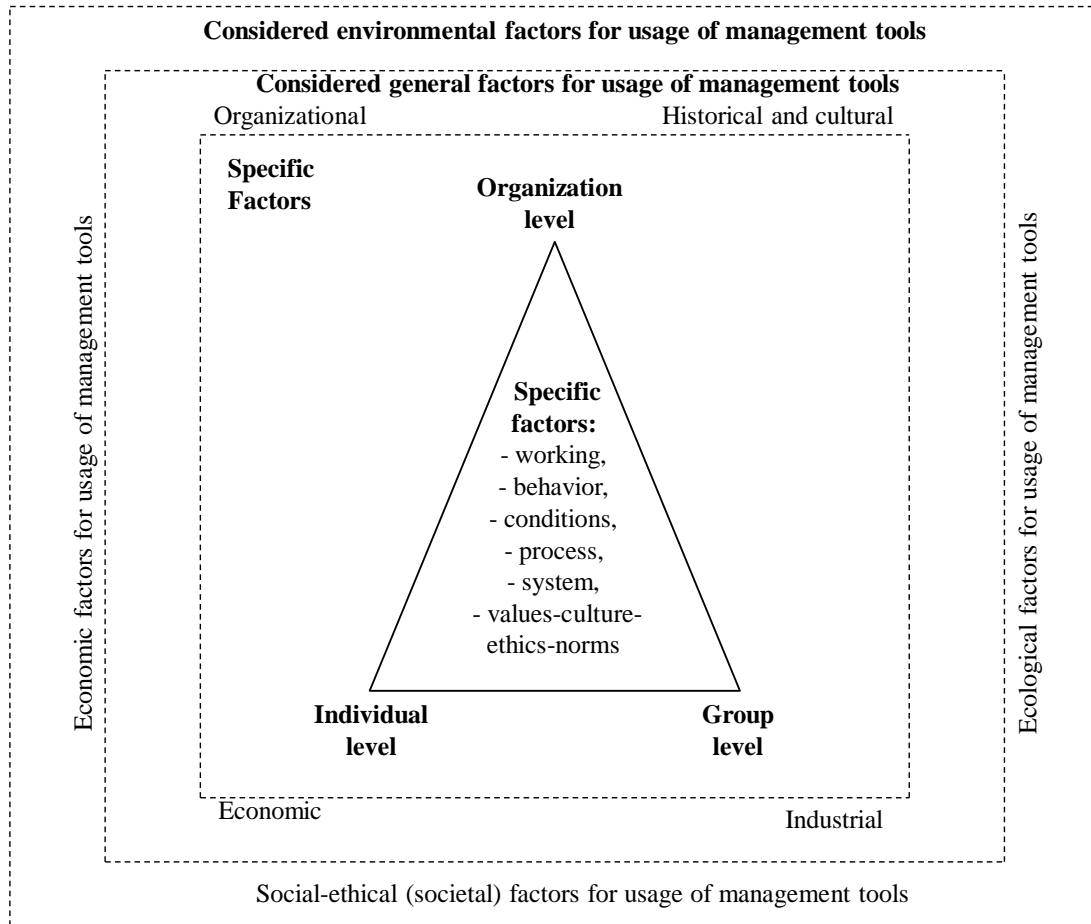 Considered environmental factors for usage of management tools
Considered general factors for usage of management tools
Organizational
Historical and cultural
Specific
Factors
Organization
level
Economic factors for usage of management tools
Ecological factors for usage of management tools
Specific
factors:
- working,
- behavior,
- conditions,
- process,
- system,
- values-culture-
ethics-norms
Individual
level
Group
level
Economic
Industrial
Social-ethical (societal) factors for usage of management tools